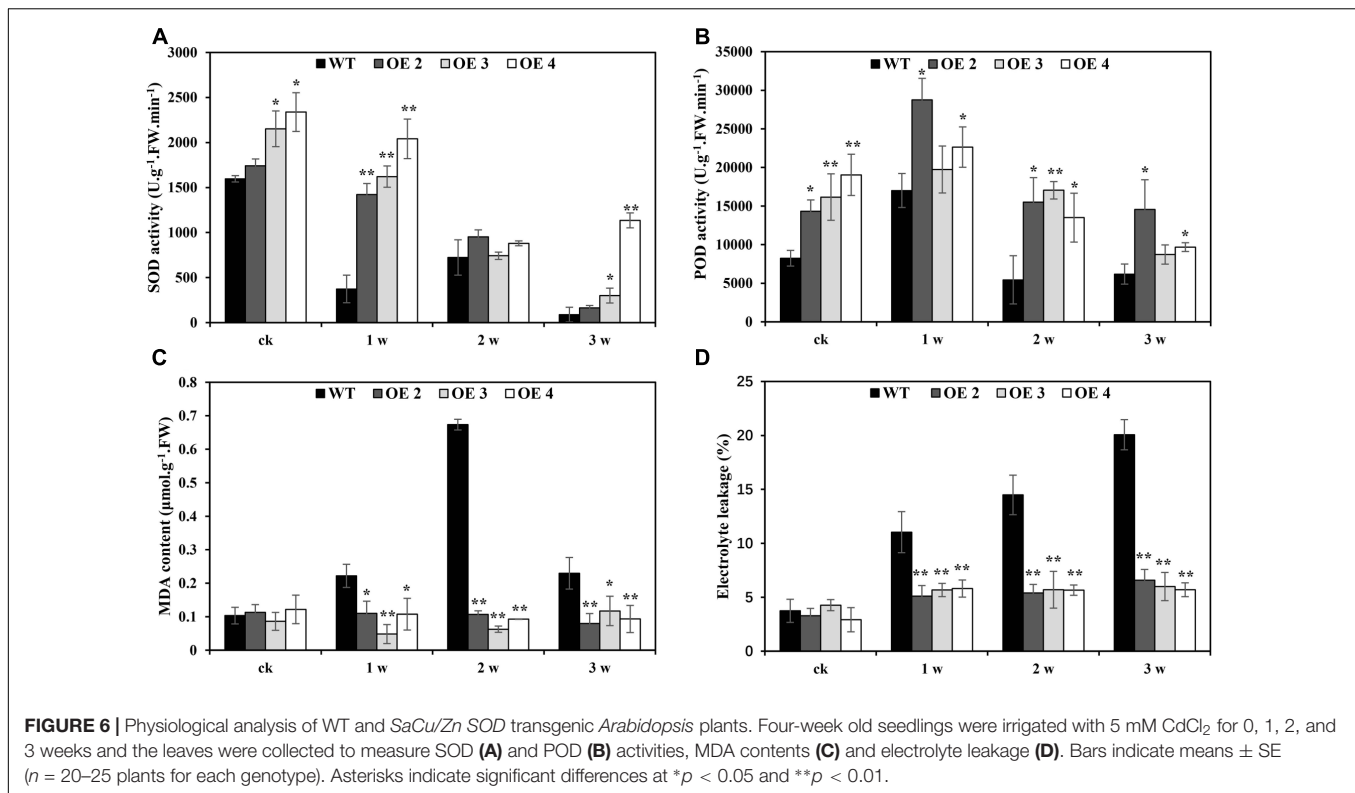 A
SOD activity (U.g⁻¹.FW.min⁻¹)
3000
2500
2000
1500
1000
500
0
WT OE 2 OE 3 OE 4
* *
** ** **
* **
ck 1 w 2 w 3 w
B
POD activity (U.g⁻¹.FW.min⁻¹)
35000
30000
25000
20000
15000
10000
5000
0
WT OE 2 OE 3 OE 4
* ** **
* *
* ** *
* *
ck 1 w 2 w 3 w
C
MDA content (µmol.g⁻¹.FW)
0.8
0.7
0.6
0.5
0.4
0.3
0.2
0.1
0
WT OE 2 OE 3 OE 4
* ** *
** ** **
** * **
ck 1 w 2 w 3 w
D
Electrolyte leakage (%)
25
20
15
10
5
0
WT OE 2 OE 3 OE 4
** ** **
** ** **
** ** **
ck 1 w 2 w 3 w
FIGURE 6 | Physiological analysis of WT and SaCu/Zn SOD transgenic Arabidopsis plants. Four-week old seedlings were irrigated with 5 mM CdCl₂ for 0, 1, 2, and
3 weeks and the leaves were collected to measure SOD (A) and POD (B) activities, MDA contents (C) and electrolyte leakage (D). Bars indicate means ± SE
(n = 20–25 plants for each genotype). Asterisks indicate significant differences at *p < 0.05 and **p < 0.01.